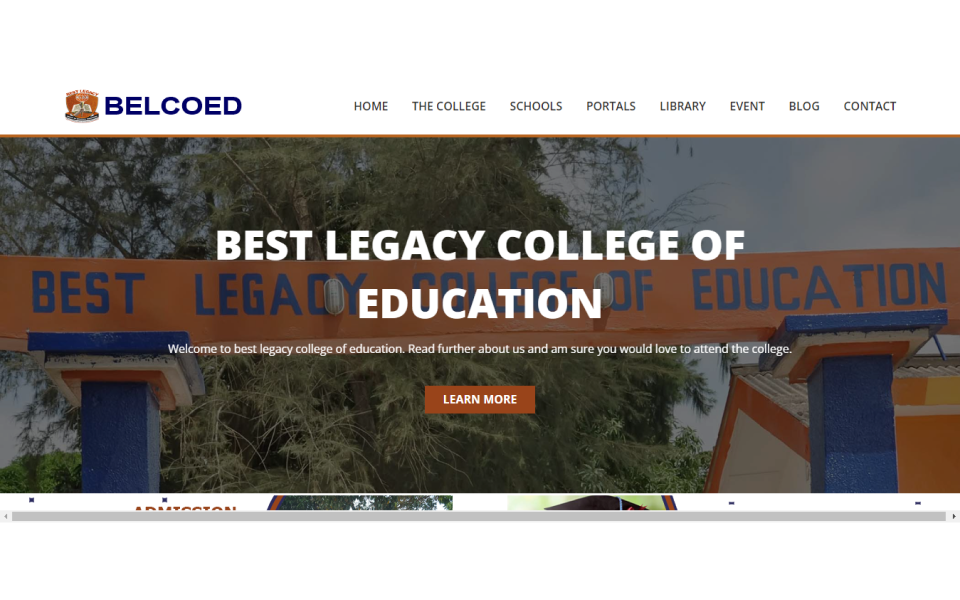 BEST LEGACY
BELCOED
HOME
THE COLLEGE
SCHOOLS
PORTALS
LIBRARY
EVENT
BLOG
CONTACT
BEST LEGACY COLLEGE OF EDUCATION
BEST LEGACY COLLEGE OF
EDUCATION
Welcome to best legacy college of education. Read further about us and am sure you would love to attend the college.
LEARN MORE
ADMISSION